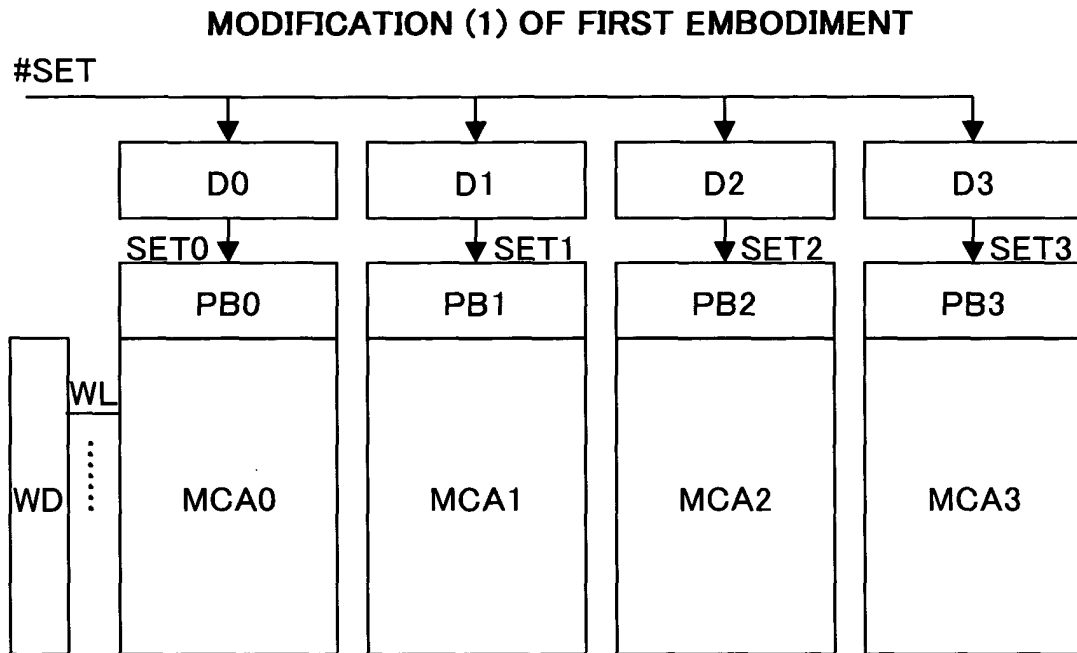 MODIFICATION (1) OF FIRST EMBODIMENT
#SET
D0 D1 D2 D3
SET0 SET1 SET2 SET3
PB0 PB1 PB2 PB3
WL
WD MCA0 MCA1 MCA2 MCA3